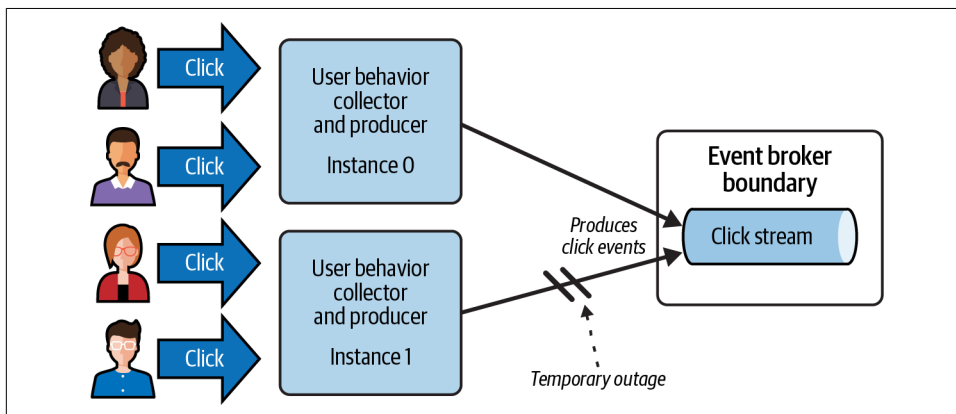 Click
User behavior
collector
and producer
Instance 0
Click
Click
User behavior
collector
and producer
Instance 1
Click
Produces
click events
Temporary outage
Event broker
boundary
Click stream